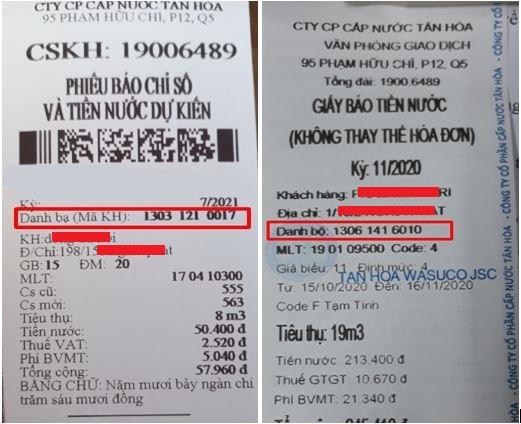 CTY CP CẤP NƯỚC TÂN HÒA
95 PHẠM HỮU CHÍ, P12, Q5
CSKH: 19006489
PHIẾU BÁO CHỈ SỐ
VÀ TIỀN NƯỚC DỰ KIẾN
Kỳ: 7/2021
Danh bạ (Mã KH): 1303 121 0017
KH:
Đ/Chỉ:198/15
GB: 15 ĐM: 20
MLT: 17 04 10300
Cs cũ: 555
Cs mới: 563
Tiêu thụ: 8 m3
Tiền nước: 50.400 đ
Thuế VAT: 2.520 đ
Phí BVMT: 5.040 đ
Tổng cộng: 57.960 đ
BẰNG CHỮ: Năm mươi bảy ngàn chí
trăm sáu mươi đồng
CTY CP CẤP NƯỚC TÂN HÒA
VĂN PHÒNG GIAO DỊCH
95 PHẠM HỮU CHÍ, P12, Q5
Tổng đài: 1900.6489
GIẤY BÁO TIỀN NƯỚC
(KHÔNG THAY THẾ HÓA ĐƠN)
Kỳ: 11/2020
Khách hàng: RI
Địa chỉ: 1/
Danh bộ: 1306 141 6010
MLT: 19 01 09500 Code: 4
Giá biểu: 11 Định mức: 4
TAN HOA WASUCO JSC
Từ: 15/10/2020 Đến: 16/11/2020
Code F Tạm Tính
Tiêu thụ: 19m3
Tiền nước: 213.400 đ
Thuế GTGT: 10.670 đ
Phí BVMT: 21.340 đ
CÔNG TY CỔ PHẦN CẤP NƯỚC TÂN HÒA - CÔNG TY CỔ PHẦN CẤP NƯỚC TÂN HÒA